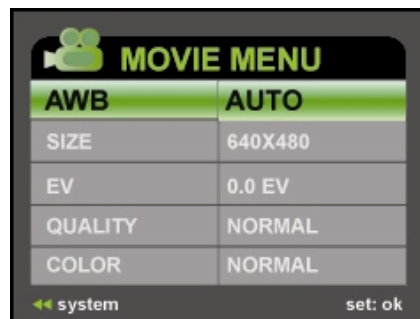 MOVIE MENU
AWB AUTO
SIZE 640X480
EV 0.0 EV
QUALITY NORMAL
COLOR NORMAL
system set: ok